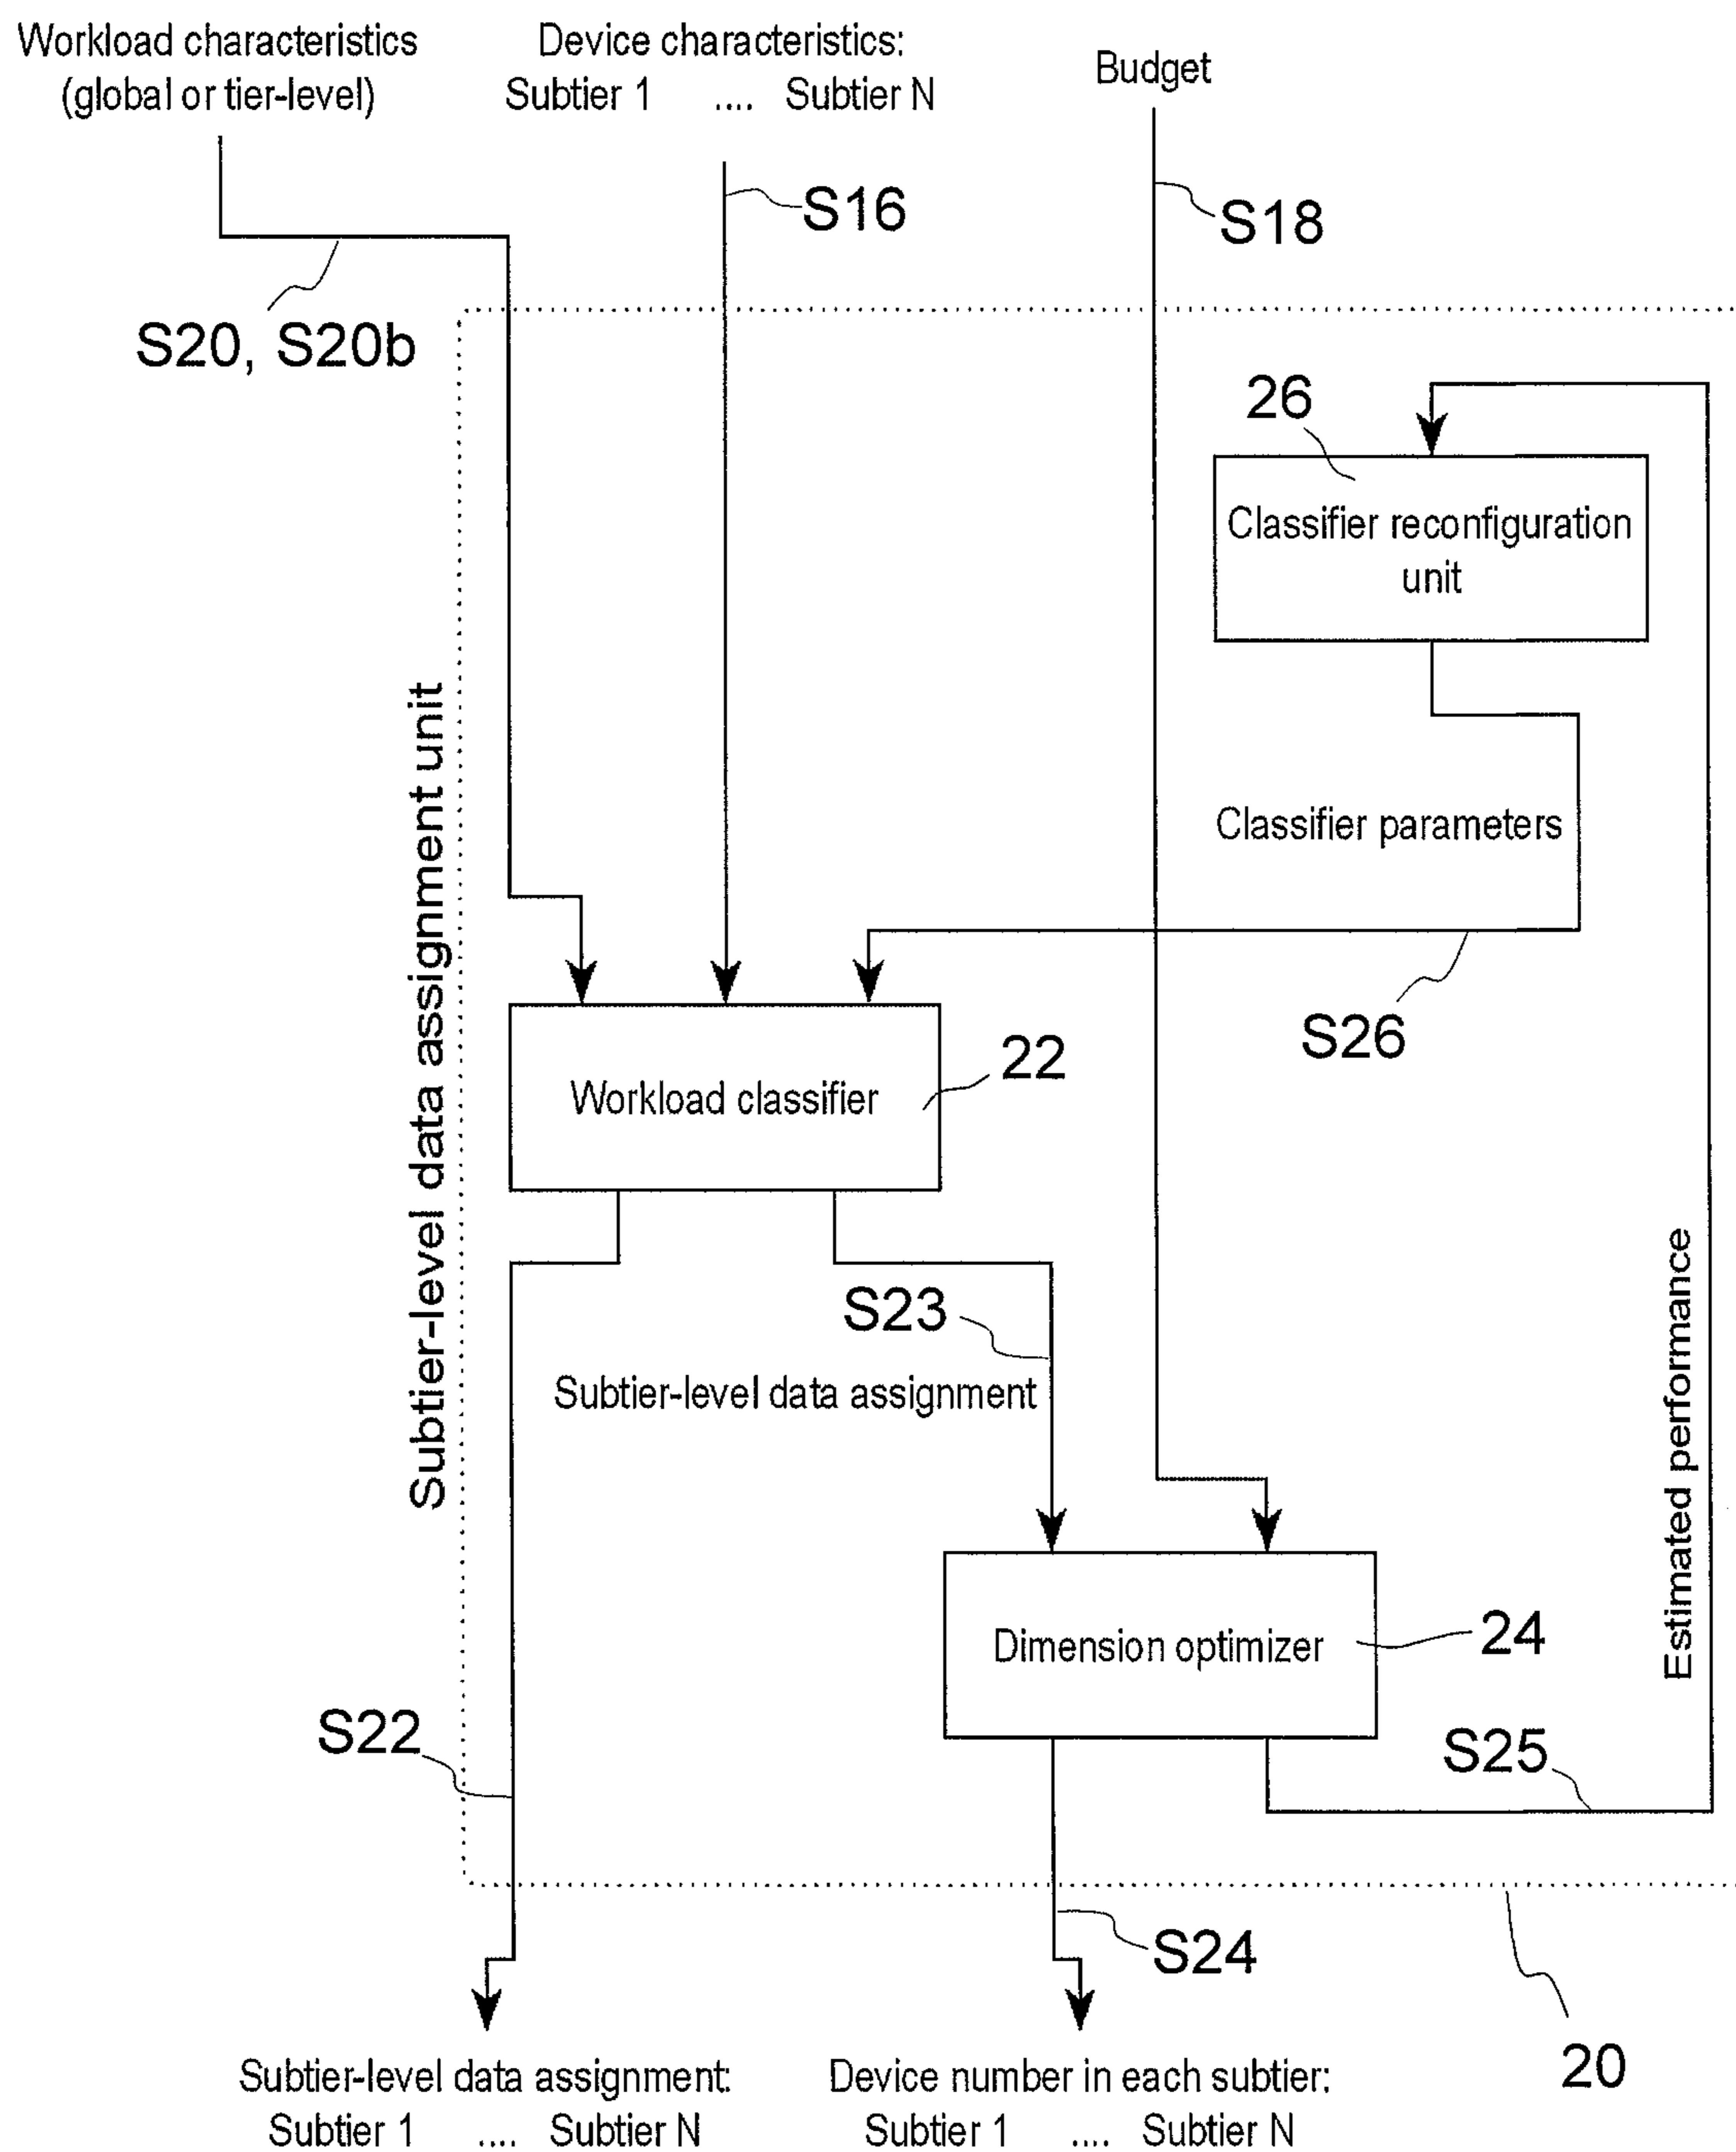 Workload characteristics
(global or tier-level)
Device characteristics:
Subtier 1 .... Subtier N
Budget
S16
S18
S20, S20b
26
Classifier reconfiguration
unit
Subtier-level data assignment unit
Classifier parameters
S26
22
Workload classifier
S23
Subtier-level data assignment
Estimated performance
24
Dimension optimizer
S22
S25
S24
20
Subtier-level data assignment:
Subtier 1 .... Subtier N
Device number in each subtier:
Subtier 1 .... Subtier N